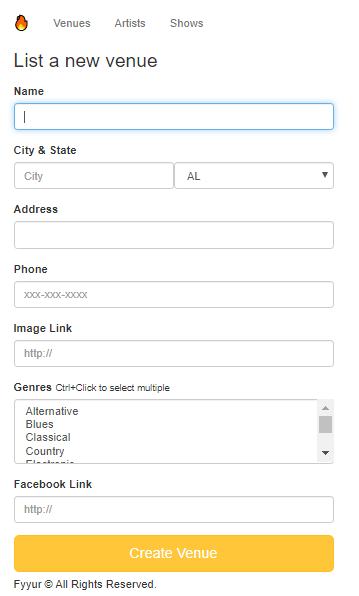 Venues Artists Shows
List a new venue
Name
City & State
City AL
Address
Phone
xxx-xxx-xxxx
Image Link
http://
Genres Ctrl+Click to select multiple
Alternative
Blues
Classical
Country
Electronic
Facebook Link
http://
Create Venue
Fyyur © All Rights Reserved.